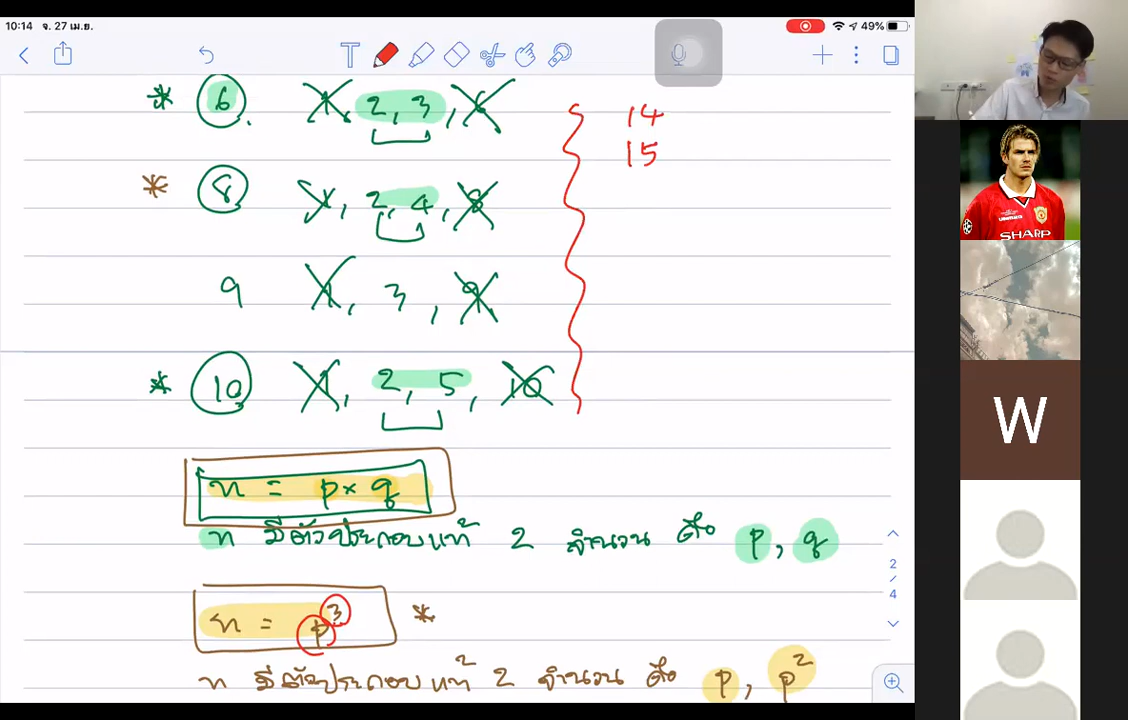 10:14 จ. 27 เม.ย. 49%
* 6 1, 2, 3, 6
14
15
* 8 1, 2, 4, 8
9 1, 3, 9
* 10 1, 2, 5, 10
n = p × q
n มีตัวประกอบแท้ 2 จำนวน คือ p, q
n = p³ *
n มีตัวประกอบแท้ 2 จำนวน คือ p, p²
2
/
4
SHARP
W